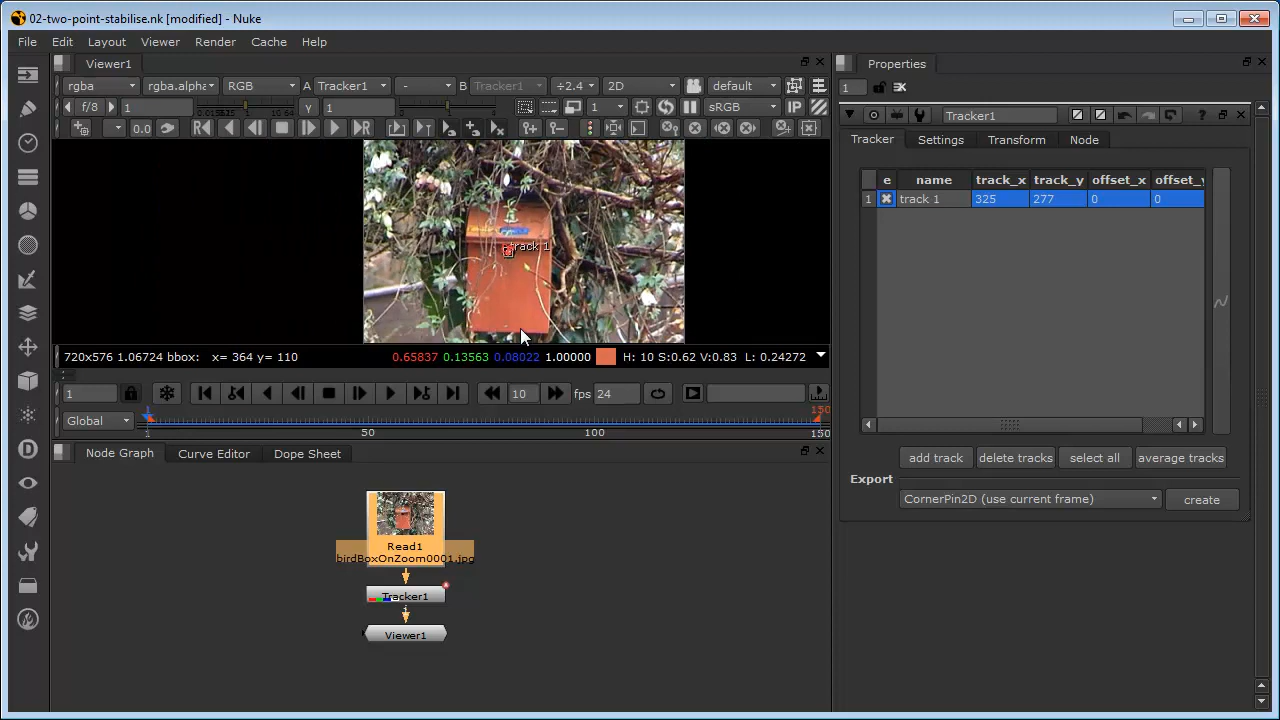 02-two-point-stabilise.nk [modified] - Nuke
File Edit Layout Viewer Render Cache Help
Viewer1
rgba rgba.alpha RGB A Tracker1 - B Tracker1 ÷2.4 2D default
f/8 1 Y 1 1 sRGB IP
0.0
track 1
720x576 1.06724 bbox: x= 364 y= 110 0.65837 0.13563 0.08022 1.00000 H: 10 S:0.62 V:0.83 L: 0.24272
1 10 fps 24
Global 1 50 100 150 150
Node Graph Curve Editor Dope Sheet
Read1
birdBoxOnZoom0001.jpg
Tracker1
Viewer1
Properties
1
Tracker1 ?
Tracker Settings Transform Node
e name track_x track_y offset_x offset_y
1 track 1 325 277 0 0
add track delete tracks select all average tracks
Export
CornerPin2D (use current frame) create